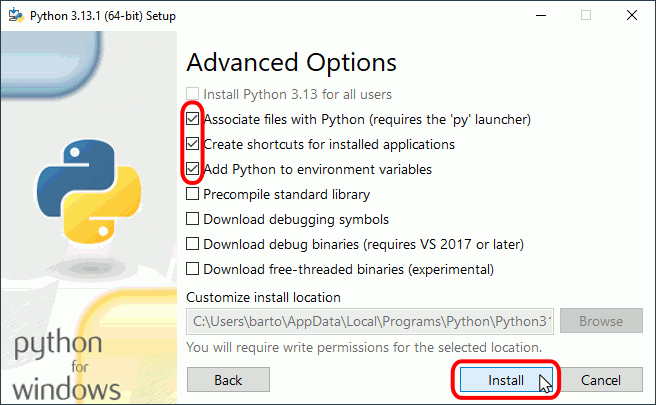 Python 3.13.1 (64-bit) Setup
Advanced Options
Install Python 3.13 for all users
Associate files with Python (requires the 'py' launcher)
Create shortcuts for installed applications
Add Python to environment variables
Precompile standard library
Download debugging symbols
Download debug binaries (requires VS 2017 or later)
Download free-threaded binaries (experimental)
Customize install location
C:\Users\barto\AppData\Local\Programs\Python\Python31
Browse
You will require write permissions for the selected location.
python
for
windows
Back
Install
Cancel